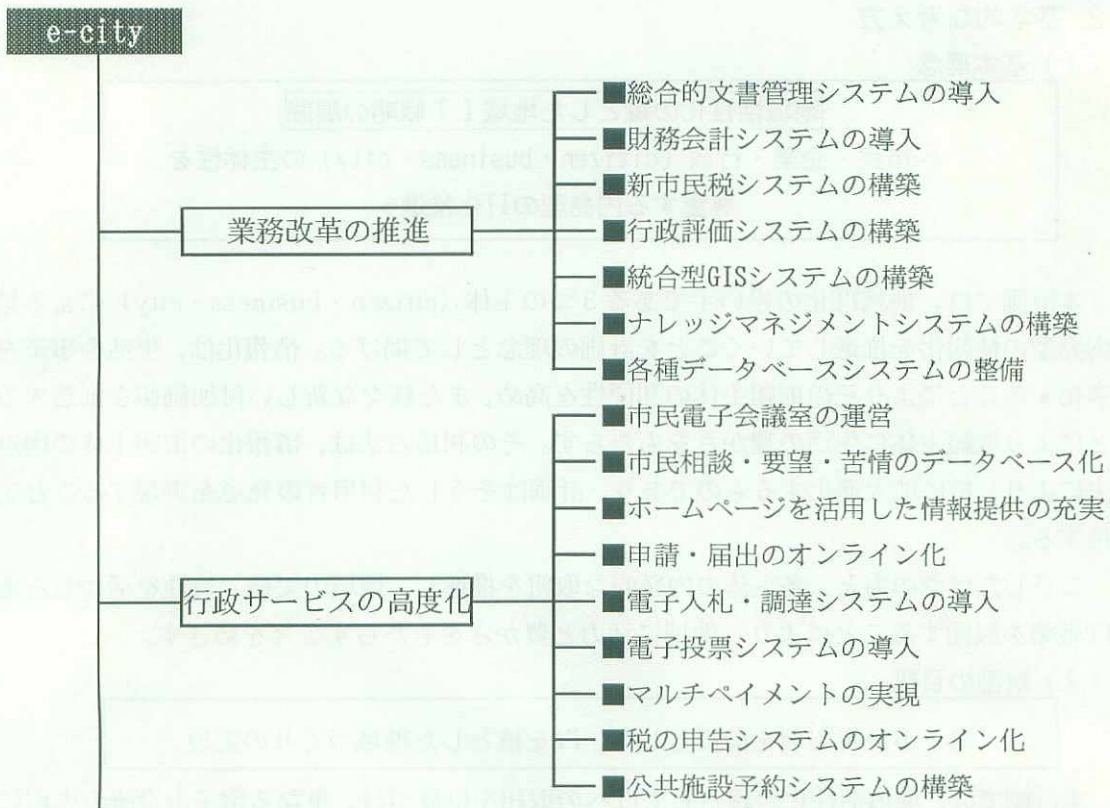 e-city
業務改革の推進
■総合的文書管理システムの導入
■財務会計システムの導入
■新市民税システムの構築
■行政評価システムの構築
■統合型GISシステムの構築
■ナレッジマネジメントシステムの構築
■各種データベースシステムの整備
行政サービスの高度化
■市民電子会議室の運営
■市民相談・要望・苦情のデータベース化
■ホームページを活用した情報提供の充実
■申請・届出のオンライン化
■電子入札・調達システムの導入
■電子投票システムの導入
■マルチペイメントの実現
■税の申告システムのオンライン化
■公共施設予約システムの構築